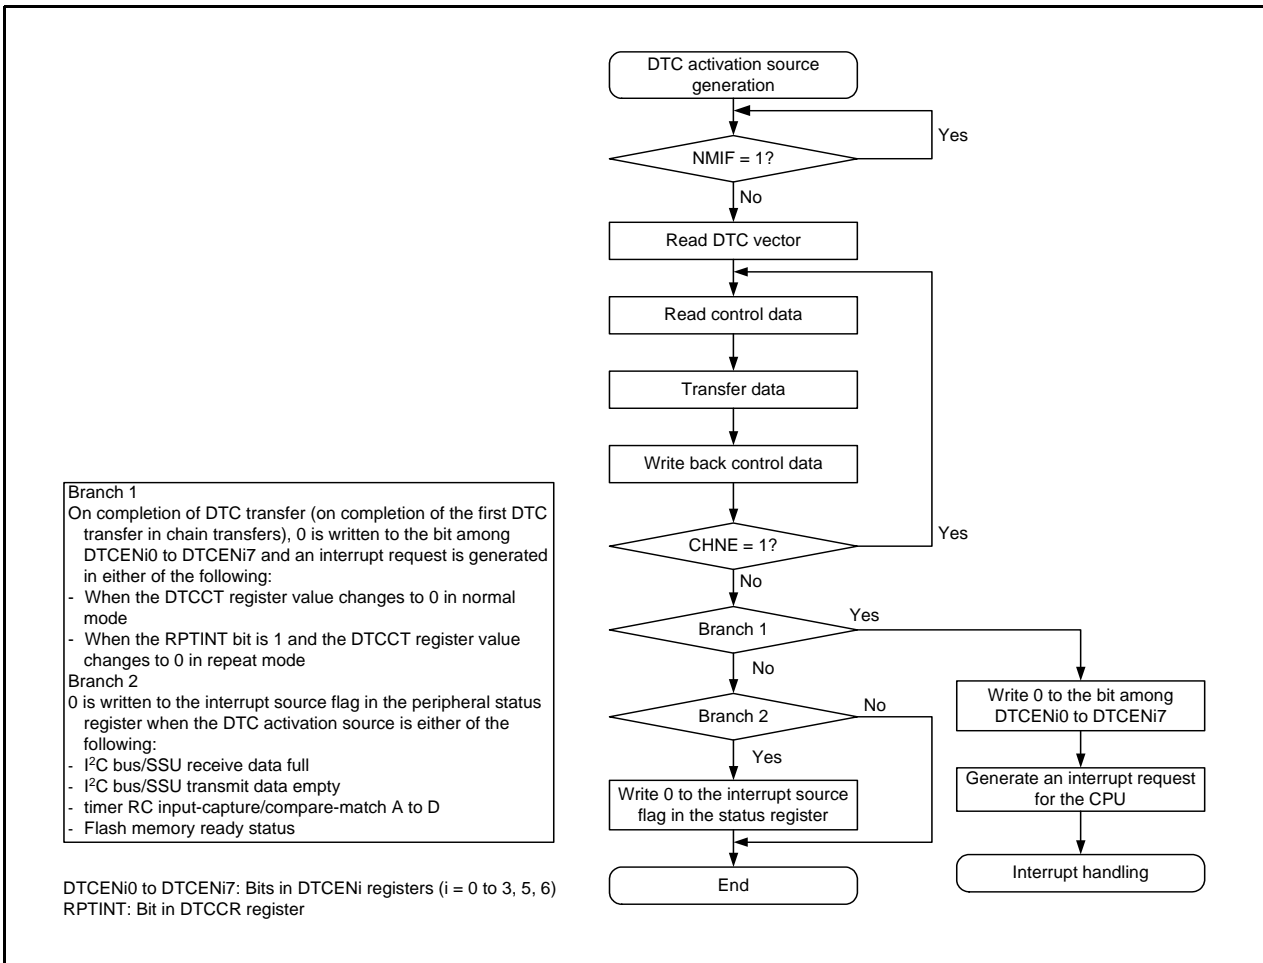 DTC activation source
generation
Yes
NMIF = 1?
No
Read DTC vector
Read control data
Transfer data
Write back control data
CHNE = 1?
Yes
No
Branch 1
Yes
No
Branch 2
No
Yes
Write 0 to the interrupt source
flag in the status register
End
Write 0 to the bit among
DTCENi0 to DTCENi7
Generate an interrupt request
for the CPU
Interrupt handling
Branch 1
On completion of DTC transfer (on completion of the first DTC
transfer in chain transfers), 0 is written to the bit among
DTCENi0 to DTCENi7 and an interrupt request is generated
in either of the following:
- When the DTCCT register value changes to 0 in normal
mode
- When the RPTINT bit is 1 and the DTCCT register value
changes to 0 in repeat mode
Branch 2
0 is written to the interrupt source flag in the peripheral status
register when the DTC activation source is either of the
following:
- I²C bus/SSU receive data full
- I²C bus/SSU transmit data empty
- timer RC input-capture/compare-match A to D
- Flash memory ready status
DTCENi0 to DTCENi7: Bits in DTCENi registers (i = 0 to 3, 5, 6)
RPTINT: Bit in DTCCR register